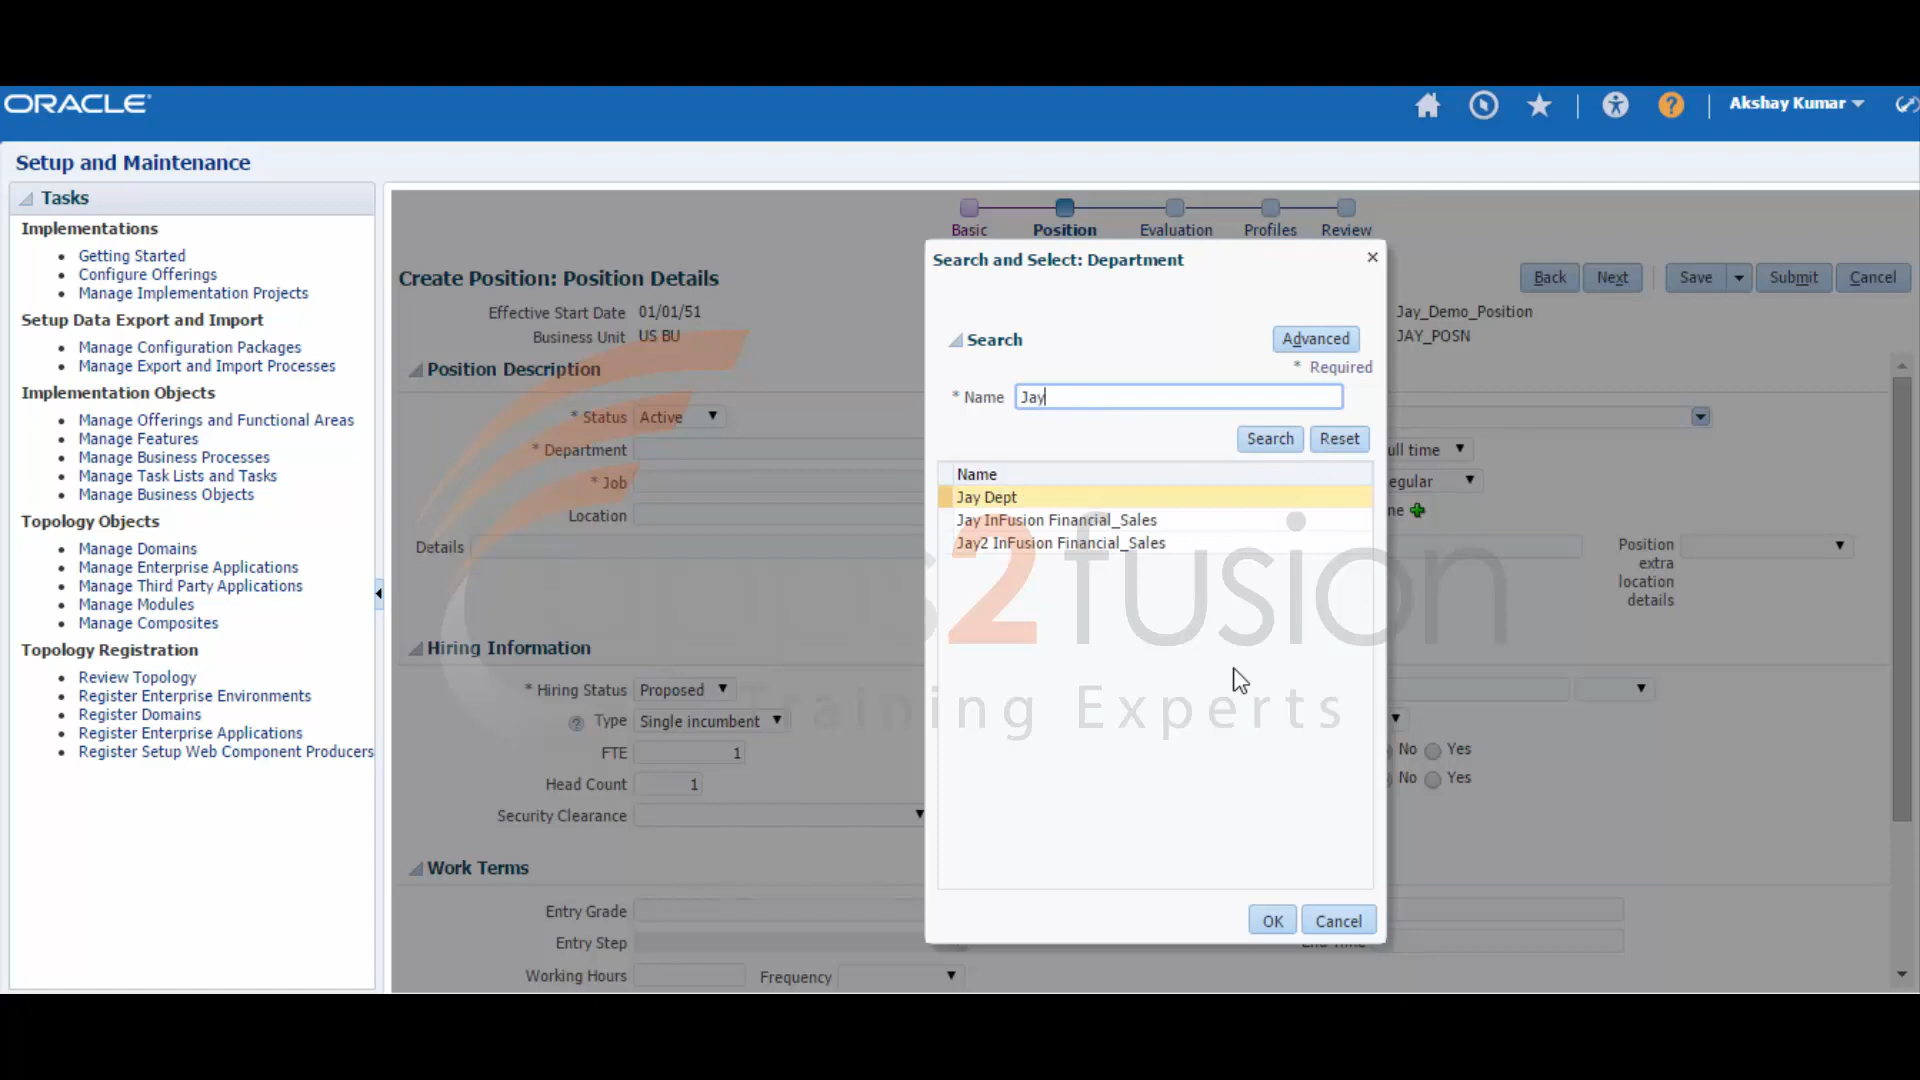 ORACLE
Akshay Kumar
Setup and Maintenance
Tasks
Implementations
Getting Started
Configure Offerings
Manage Implementation Projects
Setup Data Export and Import
Manage Configuration Packages
Manage Export and Import Processes
Implementation Objects
Manage Offerings and Functional Areas
Manage Features
Manage Business Processes
Manage Task Lists and Tasks
Manage Business Objects
Topology Objects
Manage Domains
Manage Enterprise Applications
Manage Third Party Applications
Manage Modules
Manage Composites
Topology Registration
Review Topology
Register Enterprise Environments
Register Domains
Register Enterprise Applications
Register Setup Web Component Producers
Basic Position Evaluation Profiles Review
Create Position: Position Details
Back Next Save Submit Cancel
Effective Start Date 01/01/51
Jay_Demo_Position
Business Unit US BU
JAY_POSN
Position Description
* Status Active
* Department
* Job
Location
Details
Position
extra
location
details
Hiring Information
* Hiring Status Proposed
Type Single incumbent
FTE 1
Head Count 1
Security Clearance
No Yes
No Yes
Work Terms
Entry Grade
Entry Step
Working Hours Frequency
Search and Select: Department
Search Advanced
* Required
* Name Jay
Search Reset
Name
Jay Dept
Jay InFusion Financial_Sales
Jay2 InFusion Financial_Sales
OK Cancel
2fusion
Training Experts